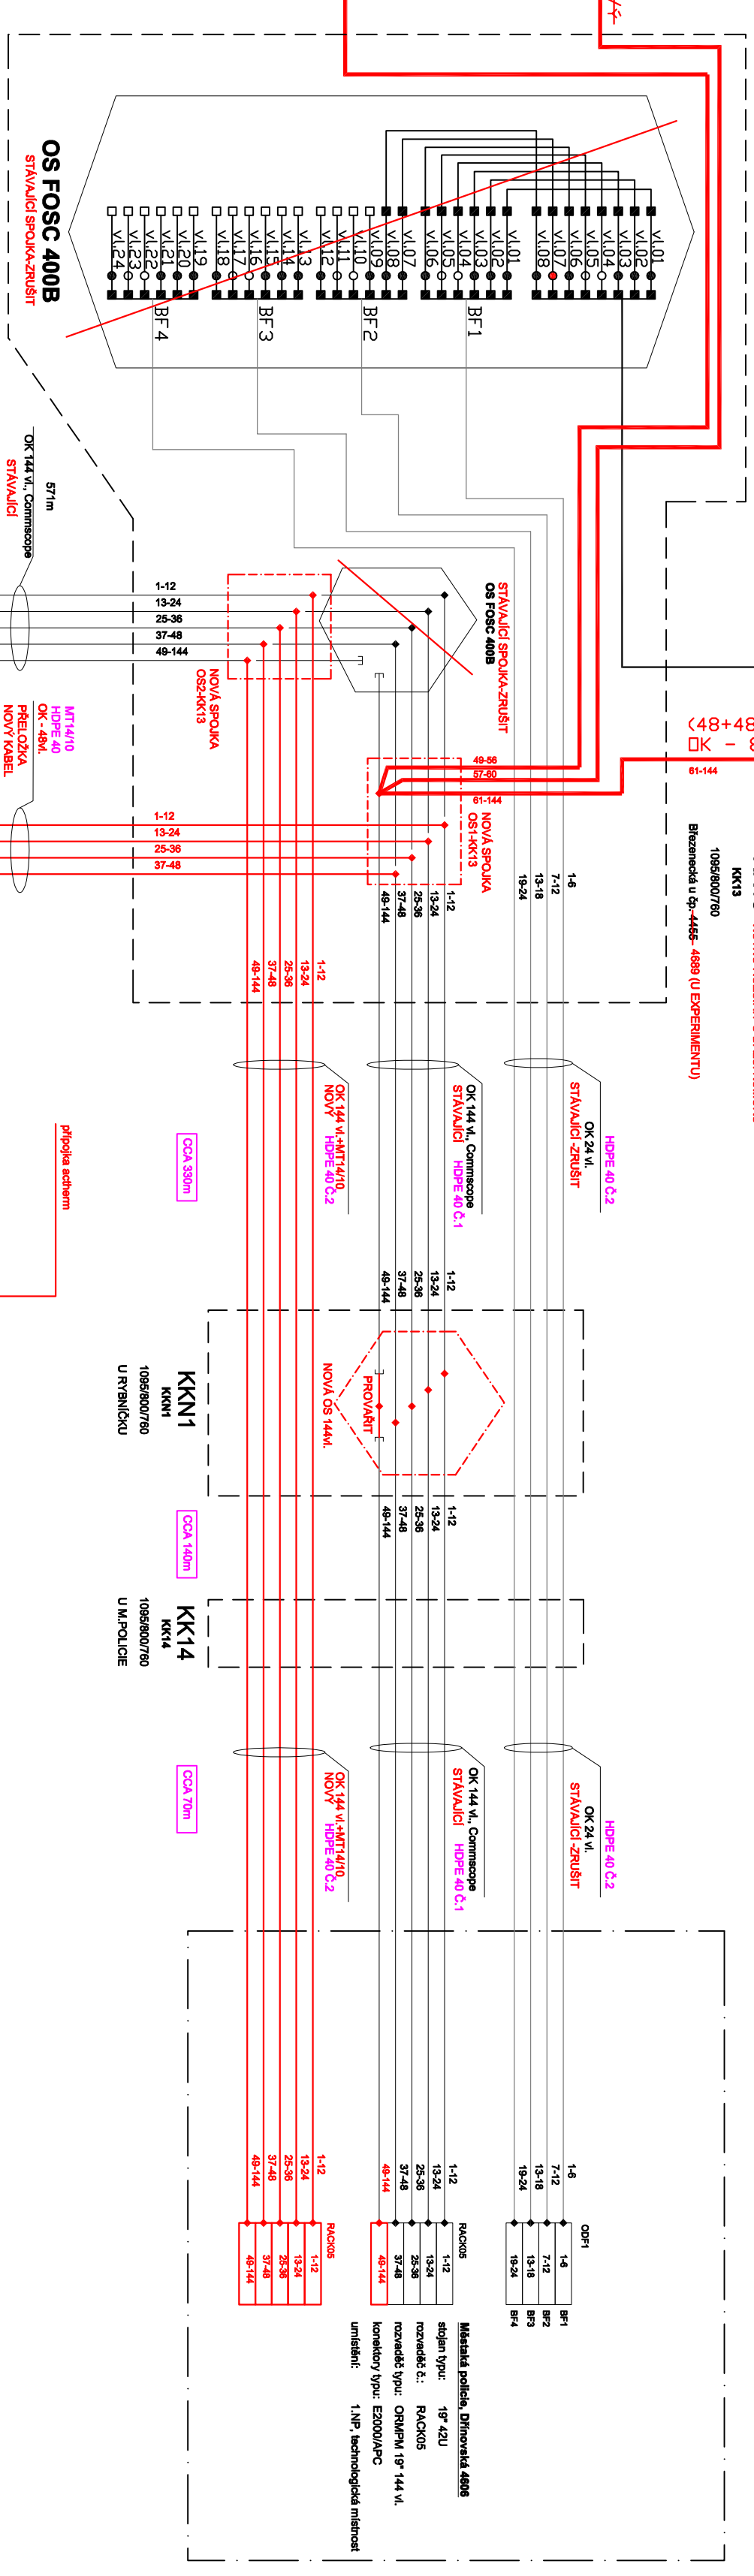 OS FOSC 400B
STÁVAJÍCÍ SPOJKA-ZRUŠIT
vl.01
vl.02
vl.03
vl.04
vl.05
vl.06
vl.07
vl.08
vl.01
vl.02
vl.03
vl.04
vl.05
vl.06
vl.07
vl.08
vl.09
vl.10
vl.11
vl.12
vl.13
vl.14
vl.15
vl.16
vl.17
vl.18
vl.19
vl.20
vl.21
vl.22
vl.23
vl.24
BF1
BF2
BF3
BF4
571m
OK 144 vl., Commscope
STÁVAJÍCÍ
1-12
13-24
25-36
37-48
49-144
STÁVAJÍCÍ SPOJKA-ZRUŠIT
OS FOSC 400B
NOVÁ SPOJKA
OS2-KK13
MT14/10
HDPE 40
OK - 48vl.
PŘELOŽKA
NOVÝ KABEL
1-12
13-24
25-36
37-48
49-56
57-60
61-144
NOVÁ SPOJKA
OS1-KK13
(48+48
OK - 
61-144
KK13
1095/800/760
Březenecká u čp. 4455- 4689 (U EXPERIMENTU)
1-6
7-12
13-18
19-24
1-12
13-24
25-36
37-48
49-144
1-12
13-24
25-36
37-48
49-144
HDPE 40 Č.2
OK 24 vl.
STÁVAJÍCÍ -ZRUŠIT
OK 144 vl., Commscope
STÁVAJÍCÍ HDPE 40 Č.1
OK 144 vl.+MT14/10
NOVÝ HDPE 40 Č.2
CCA 330m
přípojka actherm
1-12
13-24
25-36
37-48
49-144
PROVAŘIT
NOVÁ OS 144vl.
KKN1
KKN1
1095/800/760
U RYBNÍČKU
1-12
13-24
25-36
37-48
49-144
CCA 140m
KK14
KK14
1095/800/760
U M.POLICIE
HDPE 40 Č.2
OK 24 vl.
STÁVAJÍCÍ -ZRUŠIT
OK 144 vl., Commscope
STÁVAJÍCÍ HDPE 40 Č.1
OK 144 vl.+MT14/10
NOVÝ HDPE 40 Č.2
CCA 70m
1-6
7-12
13-18
19-24
ODF1
1-6 BF1
7-12 BF2
13-18 BF3
19-24 BF4
1-12
13-24
25-36
37-48
49-144
RACK05
1-12
13-24
25-36
37-48
49-144
1-12
13-24
25-36
37-48
49-144
RACK05
1-12
13-24
25-36
37-48
49-144
Městská policie, Dřínovská 4606
stojan typu: 19" 42U
rozvaděč č.: RACK05
rozvaděč typu: ORMPM 19" 144 vl.
konektory typu: E2000/APC
umístění: 1.NP, technologická místnost